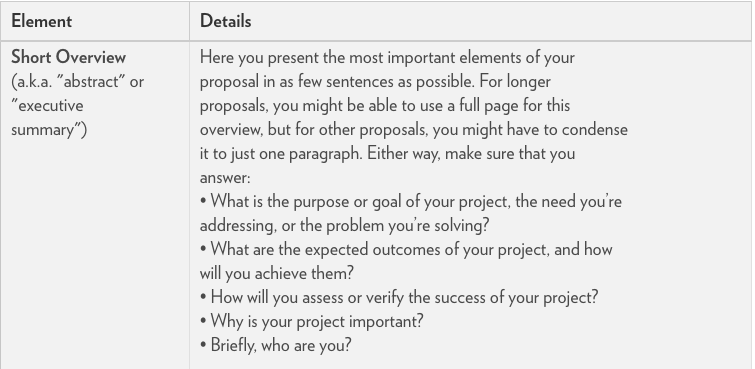 Element
Details
Short Overview
(a.k.a. "abstract" or
"executive
summary")
Here you present the most important elements of your
proposal in as few sentences as possible. For longer
proposals, you might be able to use a full page for this
overview, but for other proposals, you might have to condense
it to just one paragraph. Either way, make sure that you
answer:
• What is the purpose or goal of your project, the need you're
addressing, or the problem you're solving?
• What are the expected outcomes of your project, and how
will you achieve them?
• How will you assess or verify the success of your project?
• Why is your project important?
• Briefly, who are you?